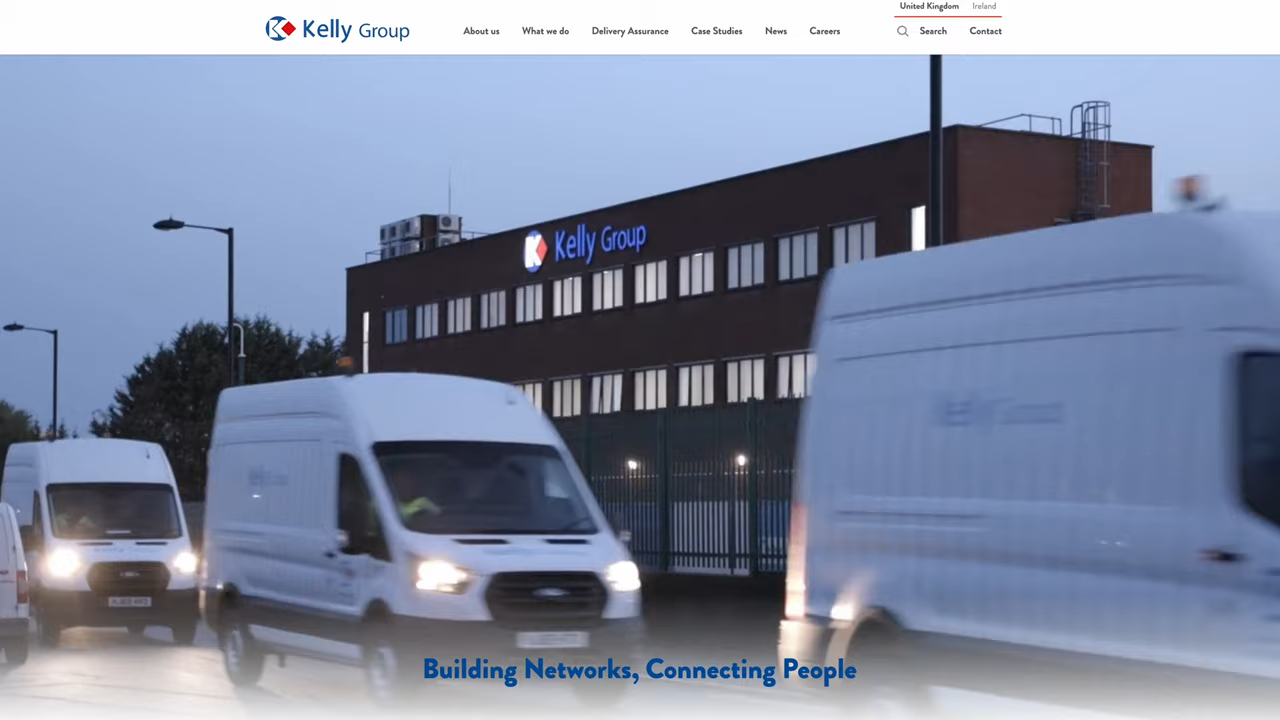 United Kingdom Ireland
Kelly Group
About us What we do Delivery Assurance Case Studies News Careers Search Contact
Kelly Group
Building Networks, Connecting People